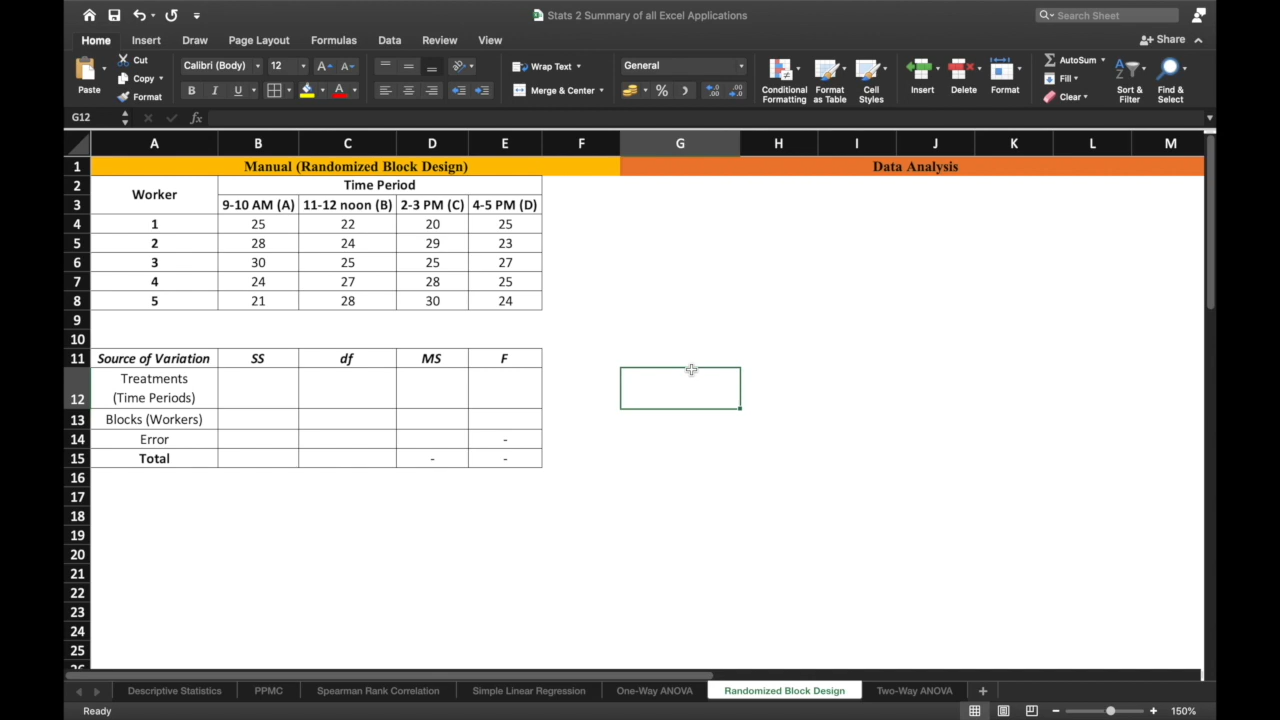 Stats 2 Summary of all Excel Applications
Search Sheet
Home Insert Draw Page Layout Formulas Data Review View
Share
Paste
Cut
Copy
Format
Calibri (Body) 12
B I U
Wrap Text
Merge & Center
General
Conditional Formatting
Format as Table
Cell Styles
Insert
Delete
Format
AutoSum
Fill
Clear
Sort & Filter
Find & Select
G12 fx
A B C D E F G H I J K L M
1 Manual (Randomized Block Design) Data Analysis
2 Worker Time Period
3 9-10 AM (A) 11-12 noon (B) 2-3 PM (C) 4-5 PM (D)
4 1 25 22 20 25
5 2 28 24 29 23
6 3 30 25 25 27
7 4 24 27 28 25
8 5 21 28 30 24
9
10
11 Source of Variation SS df MS F
12 Treatments (Time Periods)
13 Blocks (Workers)
14 Error -
15 Total - -
16
17
18
19
20
21
22
23
24
25
26
Descriptive Statistics PPMC Spearman Rank Correlation Simple Linear Regression One-Way ANOVA Randomized Block Design Two-Way ANOVA
Ready 150%